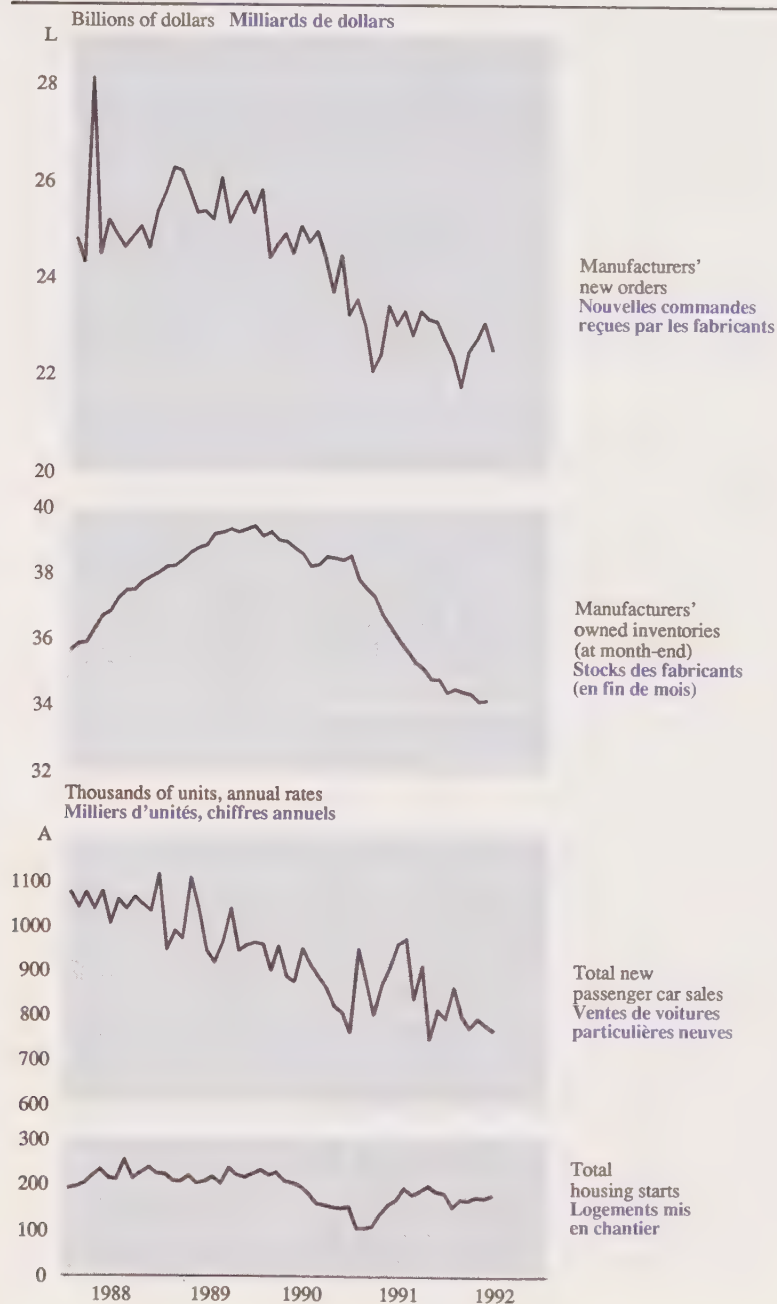 Billions of dollars Milliards de dollars
L
28
26
24
22
20
Manufacturers'
new orders
Nouvelles commandes
reçues par les fabricants
40
38
36
34
32
Manufacturers'
owned inventories
(at month-end)
Stocks des fabricants
(en fin de mois)
Thousands of units, annual rates
Milliers d'unités, chiffres annuels
A
1100
1000
900
800
700
600
Total new
passenger car sales
Ventes de voitures
particulières neuves
300
200
100
0
Total
housing starts
Logements mis
en chantier
1988 1989 1990 1991 1992